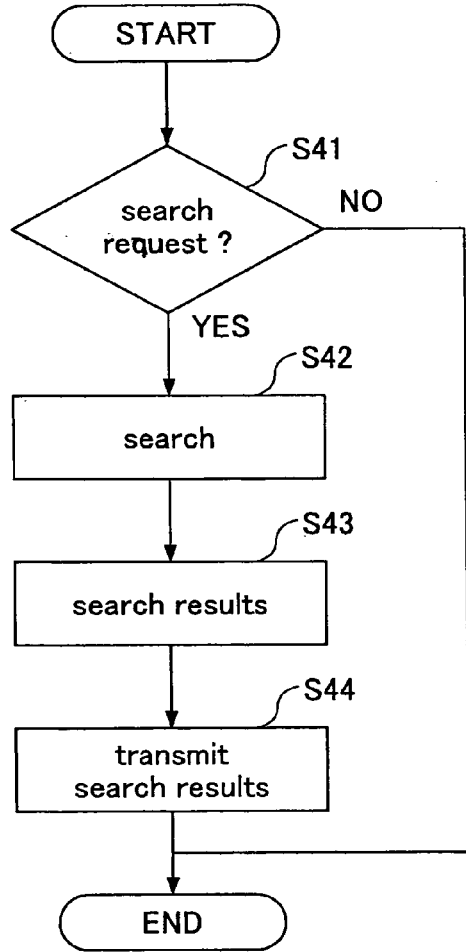 START
S41
search
request ?
NO
YES
S42
search
S43
search results
S44
transmit
search results
END